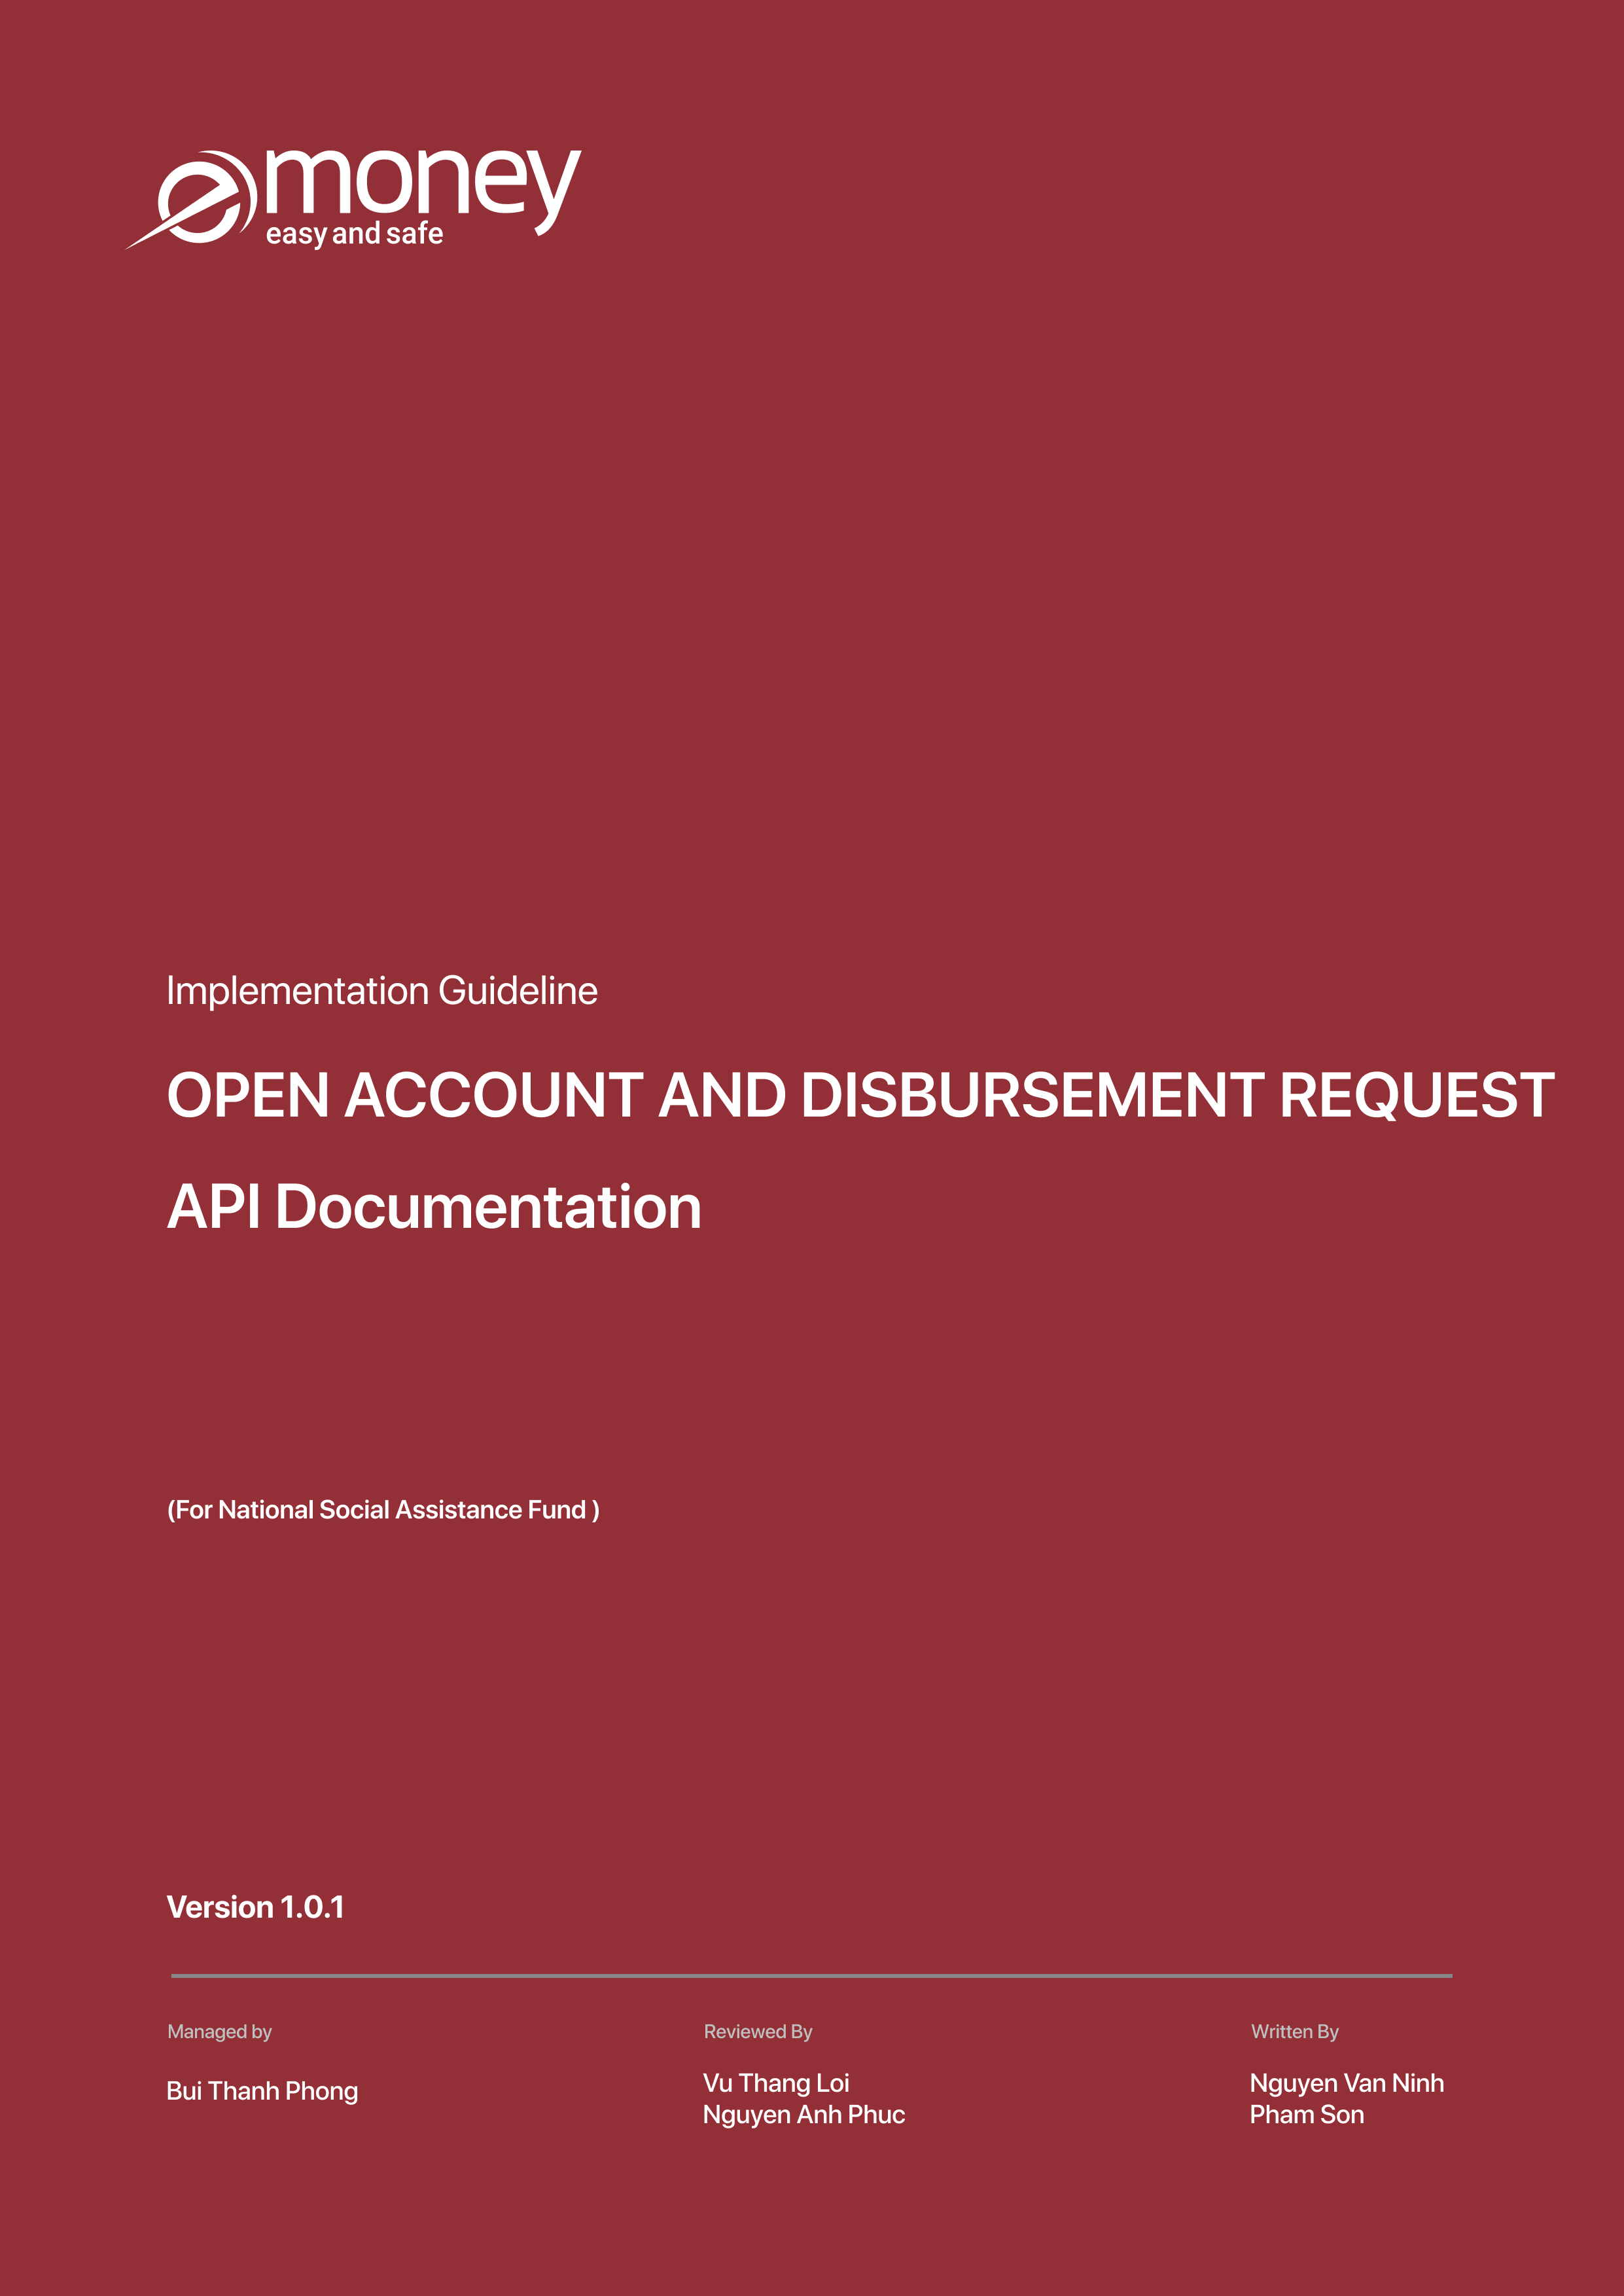 emoney
easy and safe
Implementation Guideline
OPEN ACCOUNT AND DISBURSEMENT REQUEST
API Documentation
(For National Social Assistance Fund )
Version 1.0.1
Managed by
Bui Thanh Phong
Reviewed By
Vu Thang Loi
Nguyen Anh Phuc
Written By
Nguyen Van Ninh
Pham Son